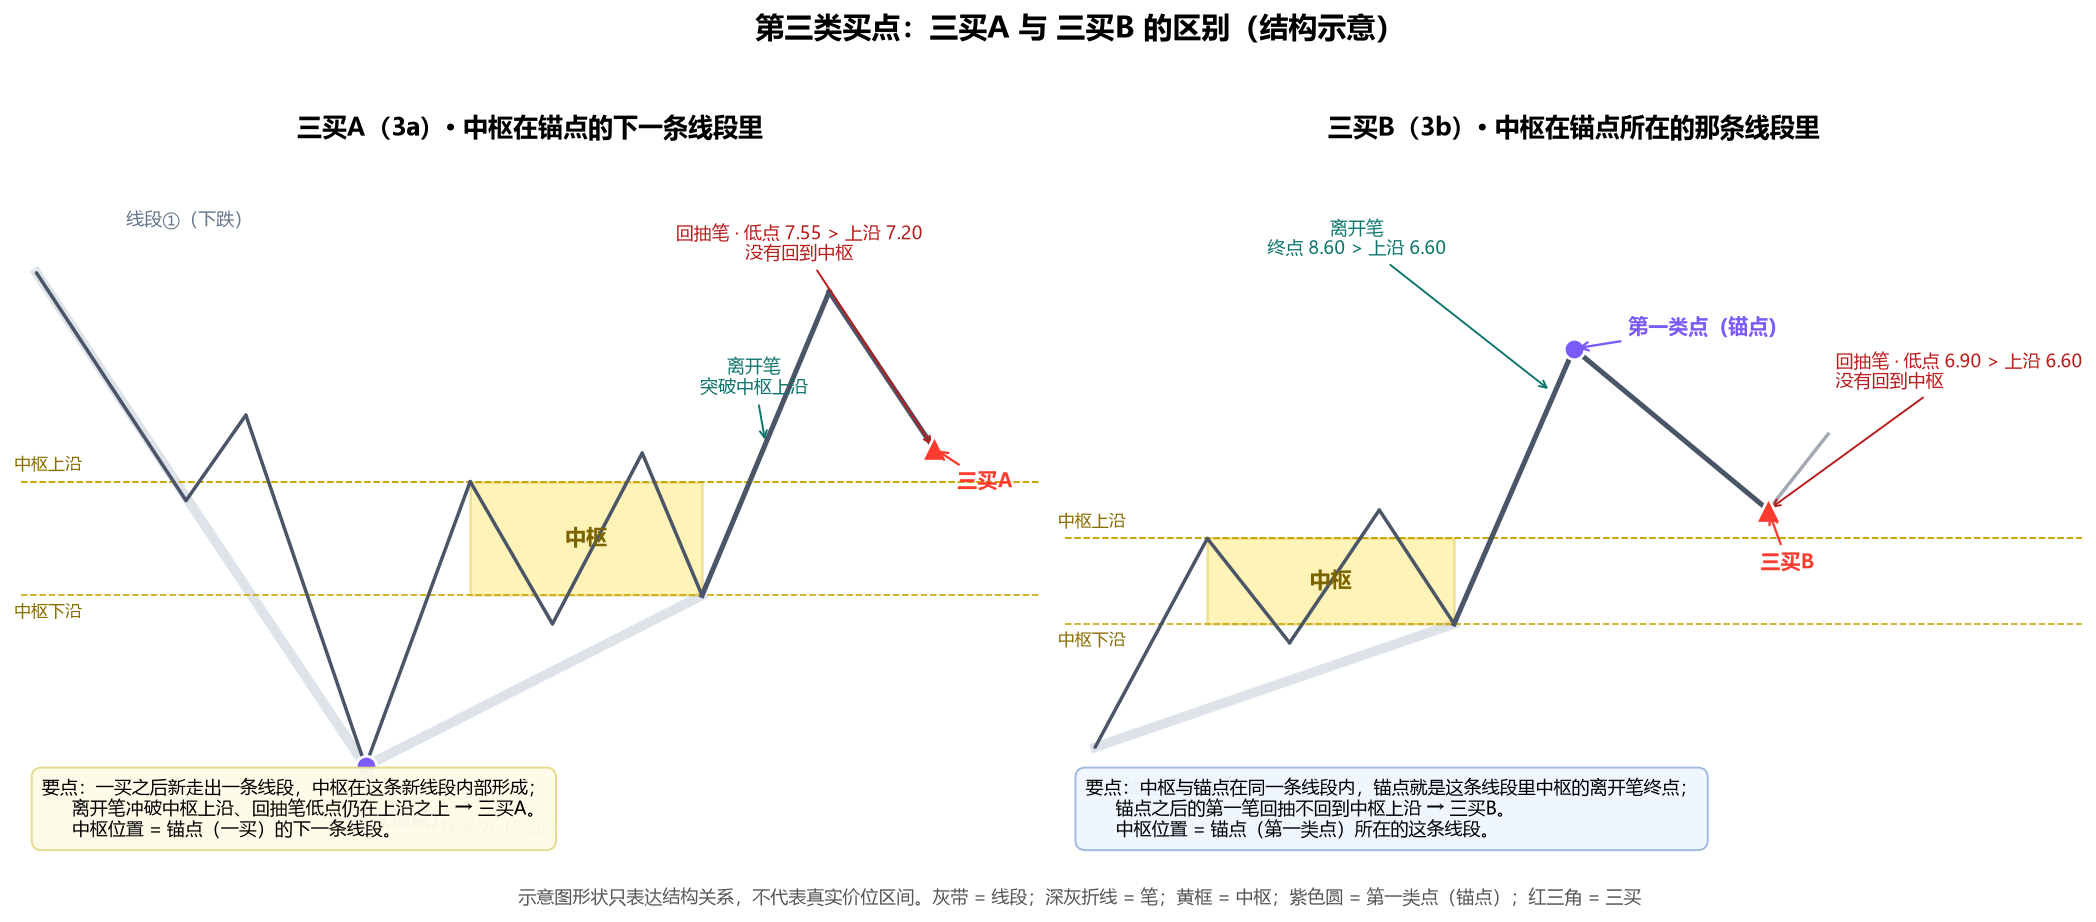 第三类买点：三买A 与 三买B 的区别（结构示意）
三买A（3a）· 中枢在锚点的下一条线段里
线段①（下跌）
回抽笔 · 低点 7.55 > 上沿 7.20
没有回到中枢
离开笔
突破中枢上沿
中枢上沿
三买A
中枢
中枢下沿
要点：一买之后新走出一条线段，中枢在这条新线段内部形成；
离开笔冲破中枢上沿、回抽笔低点仍在上沿之上 → 三买A。
中枢位置 = 锚点（一买）的下一条线段。
三买B（3b）· 中枢在锚点所在的那条线段里
离开笔
终点 8.60 > 上沿 6.60
第一类点（锚点）
回抽笔 · 低点 6.90 > 上沿 6.60
没有回到中枢
中枢上沿
三买B
中枢
中枢下沿
要点：中枢与锚点在同一条线段内，锚点就是这条线段里中枢的离开笔终点；
锚点之后的第一笔回抽不回到中枢上沿 → 三买B。
中枢位置 = 锚点（第一类点）所在的这条线段。
示意图形状只表达结构关系，不代表真实价位区间。灰带 = 线段；深灰折线 = 笔；黄框 = 中枢；紫色圆 = 第一类点（锚点）；红三角 = 三买